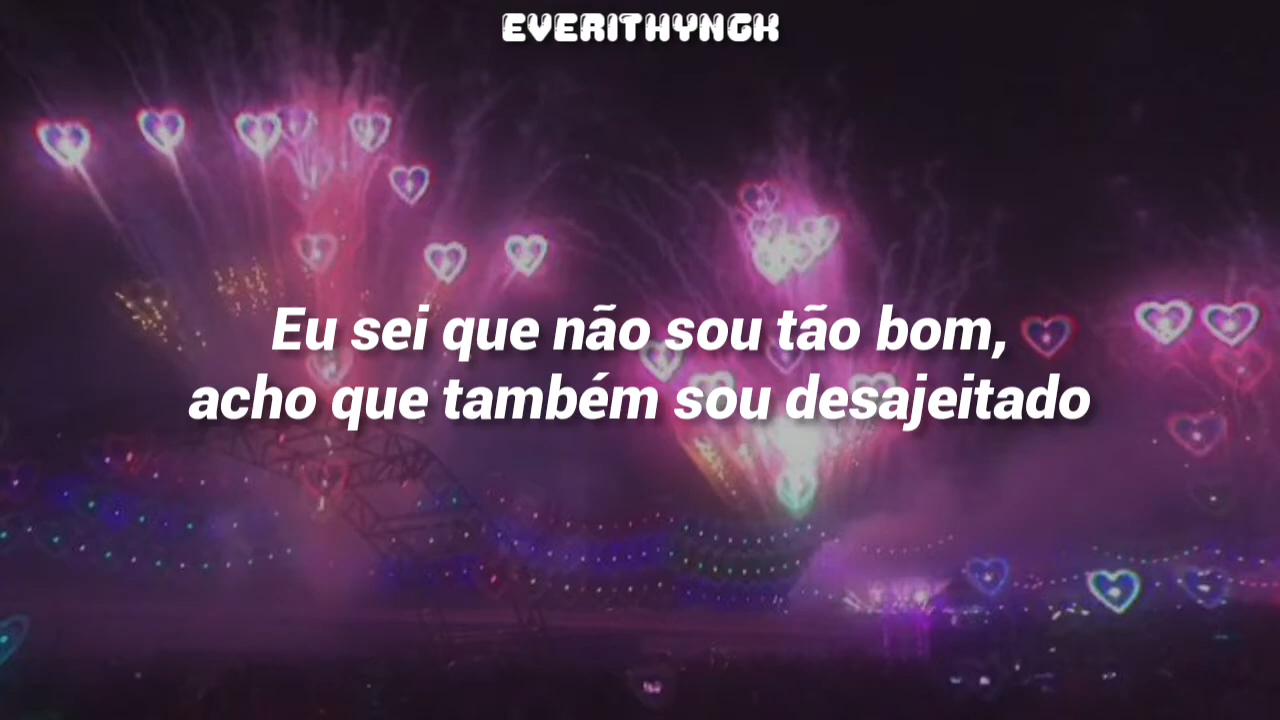 EVERITHYNGK
Eu sei que não sou tão bom,
acho que também sou desajeitado